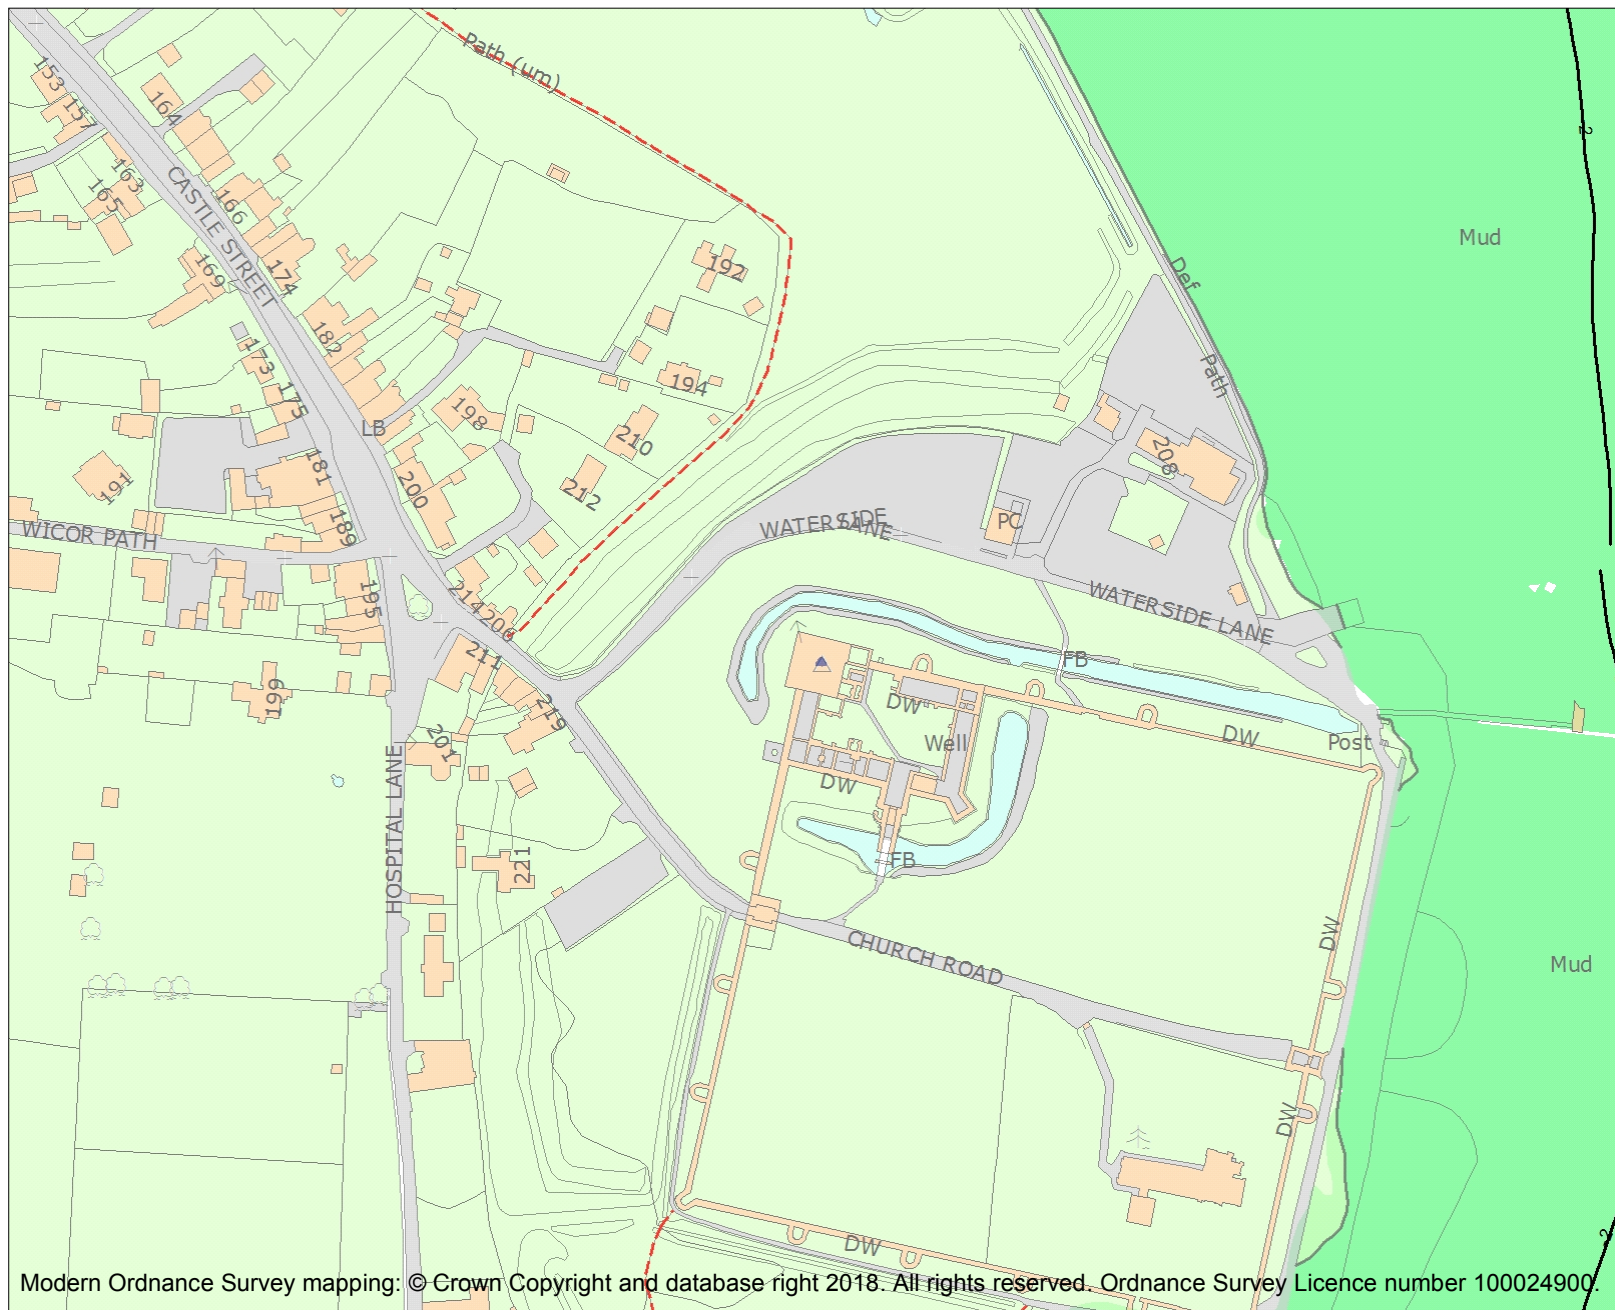 Path (um)
153
157
164
163
165
166
CASTLE STREET
169
174
182
173
175
LB
198
192
194
210
212
191
181
200
189
WICOR PATH
195
214
206
211
219
199
201
HOSPITAL LANE
221
Def
Path
2
Mud
208
PC
WATERSIDE
LANE
WATERSIDE LANE
FB
DW
Well
DW
DW
Post
FB
CHURCH ROAD
DW
Mud
DW
DW
2
Modern Ordnance Survey mapping: © Crown Copyright and database right 2018. All rights reserved. Ordnance Survey Licence number 100024900.